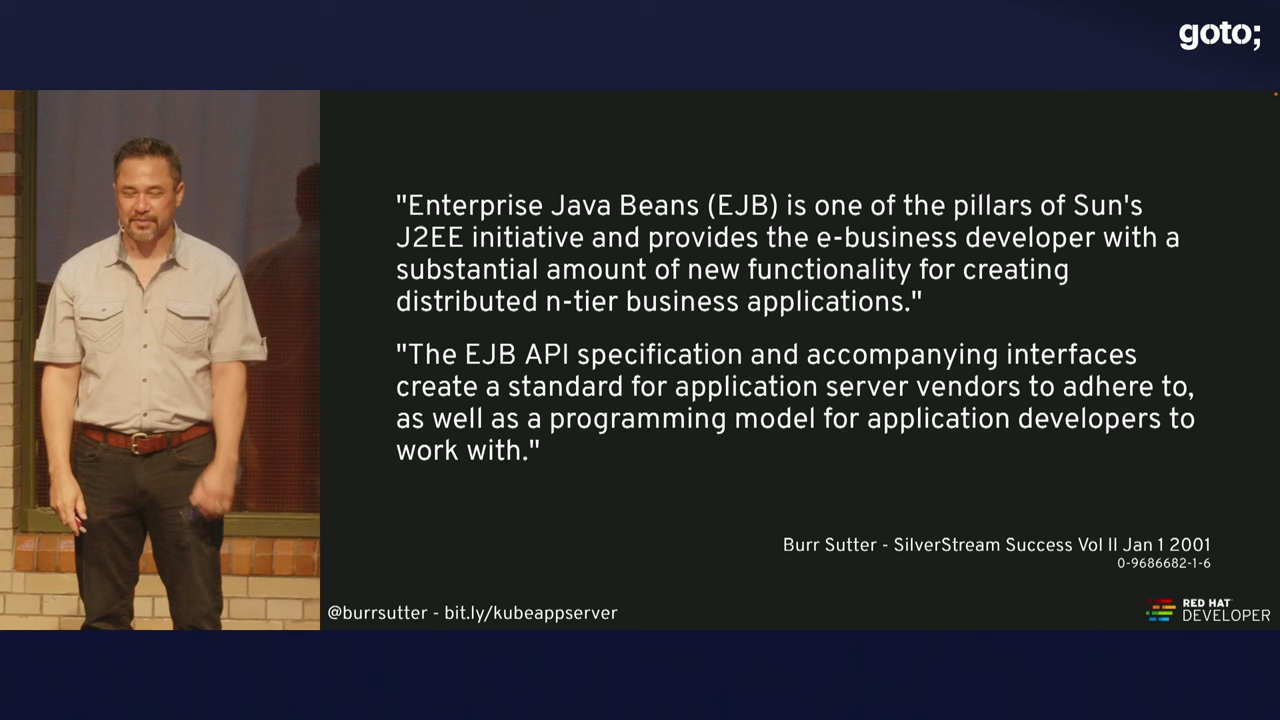 goto;
"Enterprise Java Beans (EJB) is one of the pillars of Sun's
J2EE initiative and provides the e-business developer with a
substantial amount of new functionality for creating
distributed n-tier business applications."
"The EJB API specification and accompanying interfaces
create a standard for application server vendors to adhere to,
as well as a programming model for application developers to
work with."
Burr Sutter - SilverStream Success Vol II Jan 1 2001
0-9686682-1-6
@burrsutter - bit.ly/kubeappserver
RED HAT
DEVELOPER